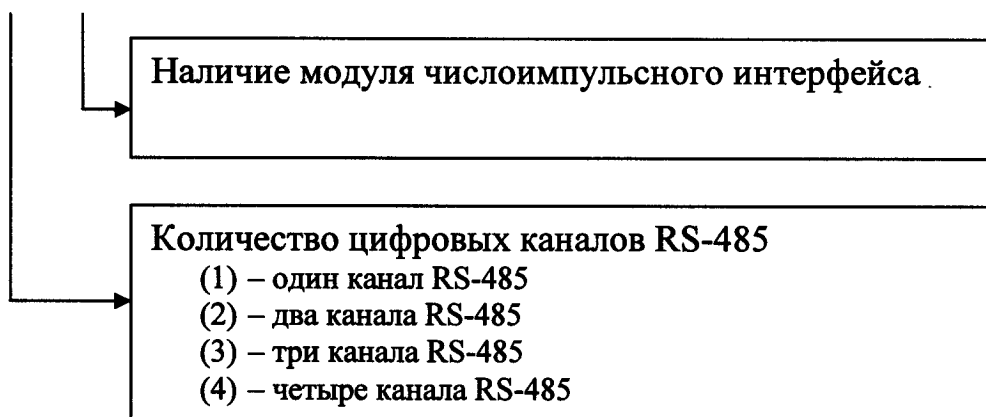 Наличие модуля числоимпульсного интерфейса
Количество цифровых каналов RS-485
(1) – один канал RS-485
(2) – два канала RS-485
(3) – три канала RS-485
(4) – четыре канала RS-485